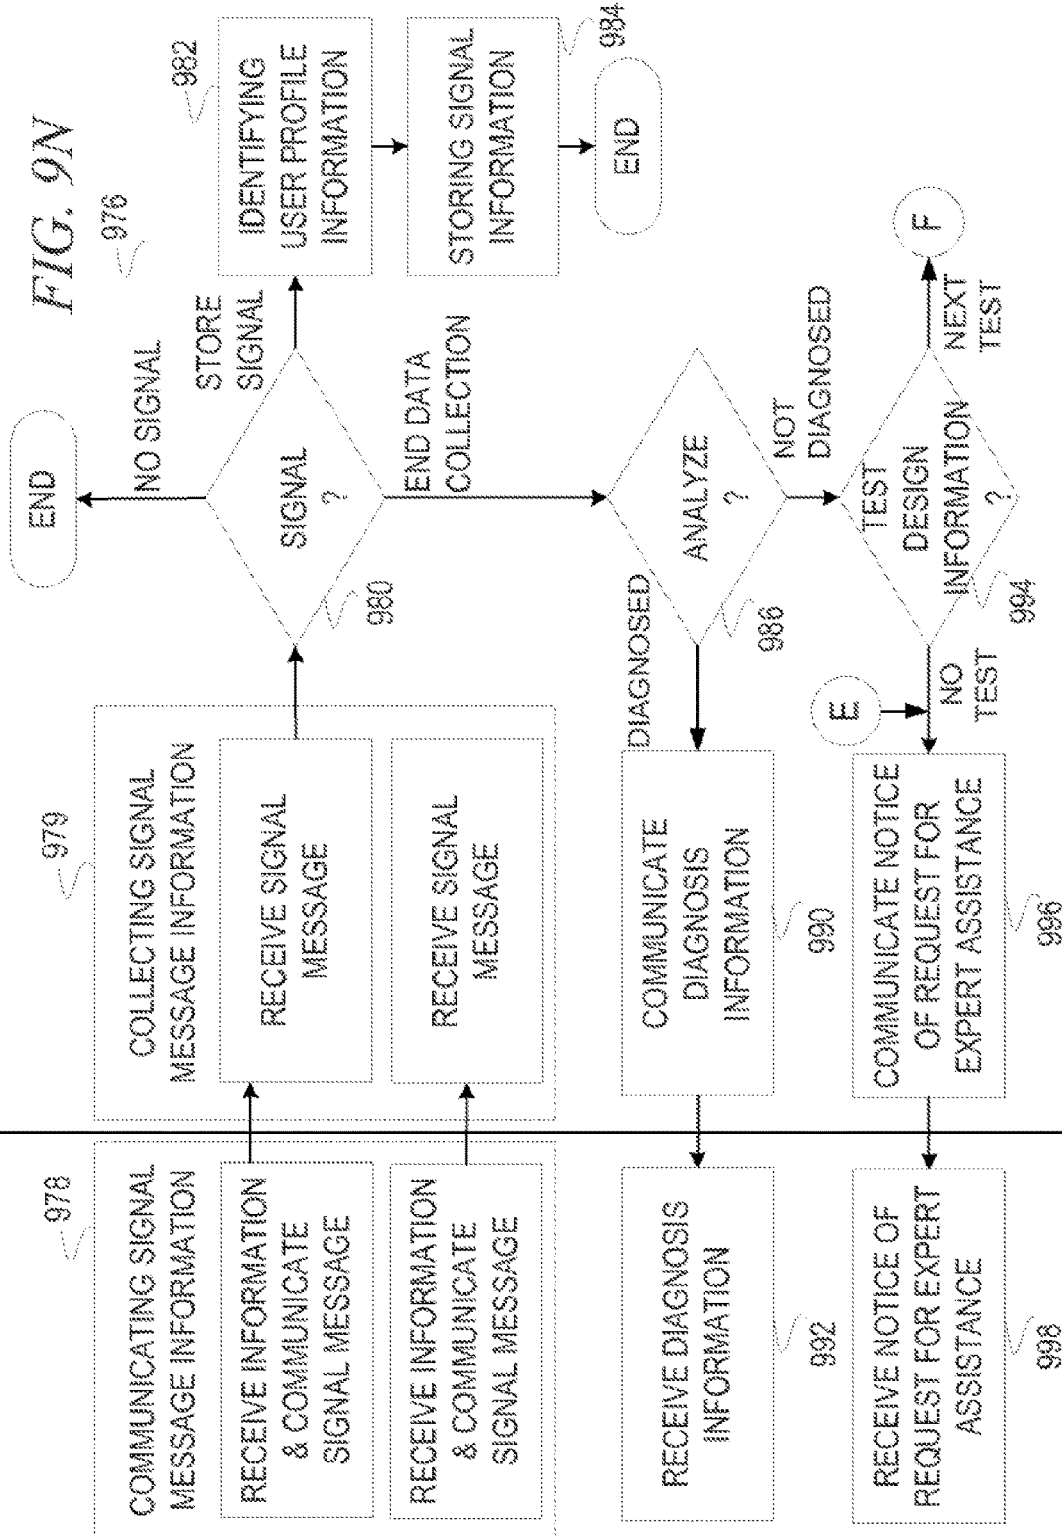 FIG. 9N
976
978
COMMUNICATING SIGNAL
MESSAGE INFORMATION
RECEIVE INFORMATION
& COMMUNICATE
SIGNAL MESSAGE
RECEIVE INFORMATION
& COMMUNICATE
SIGNAL MESSAGE
979
COLLECTING SIGNAL
MESSAGE INFORMATION
RECEIVE SIGNAL
MESSAGE
RECEIVE SIGNAL
MESSAGE
END
NO SIGNAL
SIGNAL
?
980
STORE
SIGNAL
END DATA
COLLECTION
982
IDENTIFYING
USER PROFILE
INFORMATION
STORING SIGNAL
INFORMATION
984
END
ANALYZE
?
986
DIAGNOSED
NOT
DIAGNOSED
COMMUNICATE
DIAGNOSIS
INFORMATION
990
RECEIVE DIAGNOSIS
INFORMATION
992
TEST
DESIGN
INFORMATION
?
994
NEXT
TEST
F
NO
TEST
E
COMMUNICATE NOTICE
OF REQUEST FOR
EXPERT ASSISTANCE
996
RECEIVE NOTICE OF
REQUEST FOR EXPERT
ASSISTANCE
998